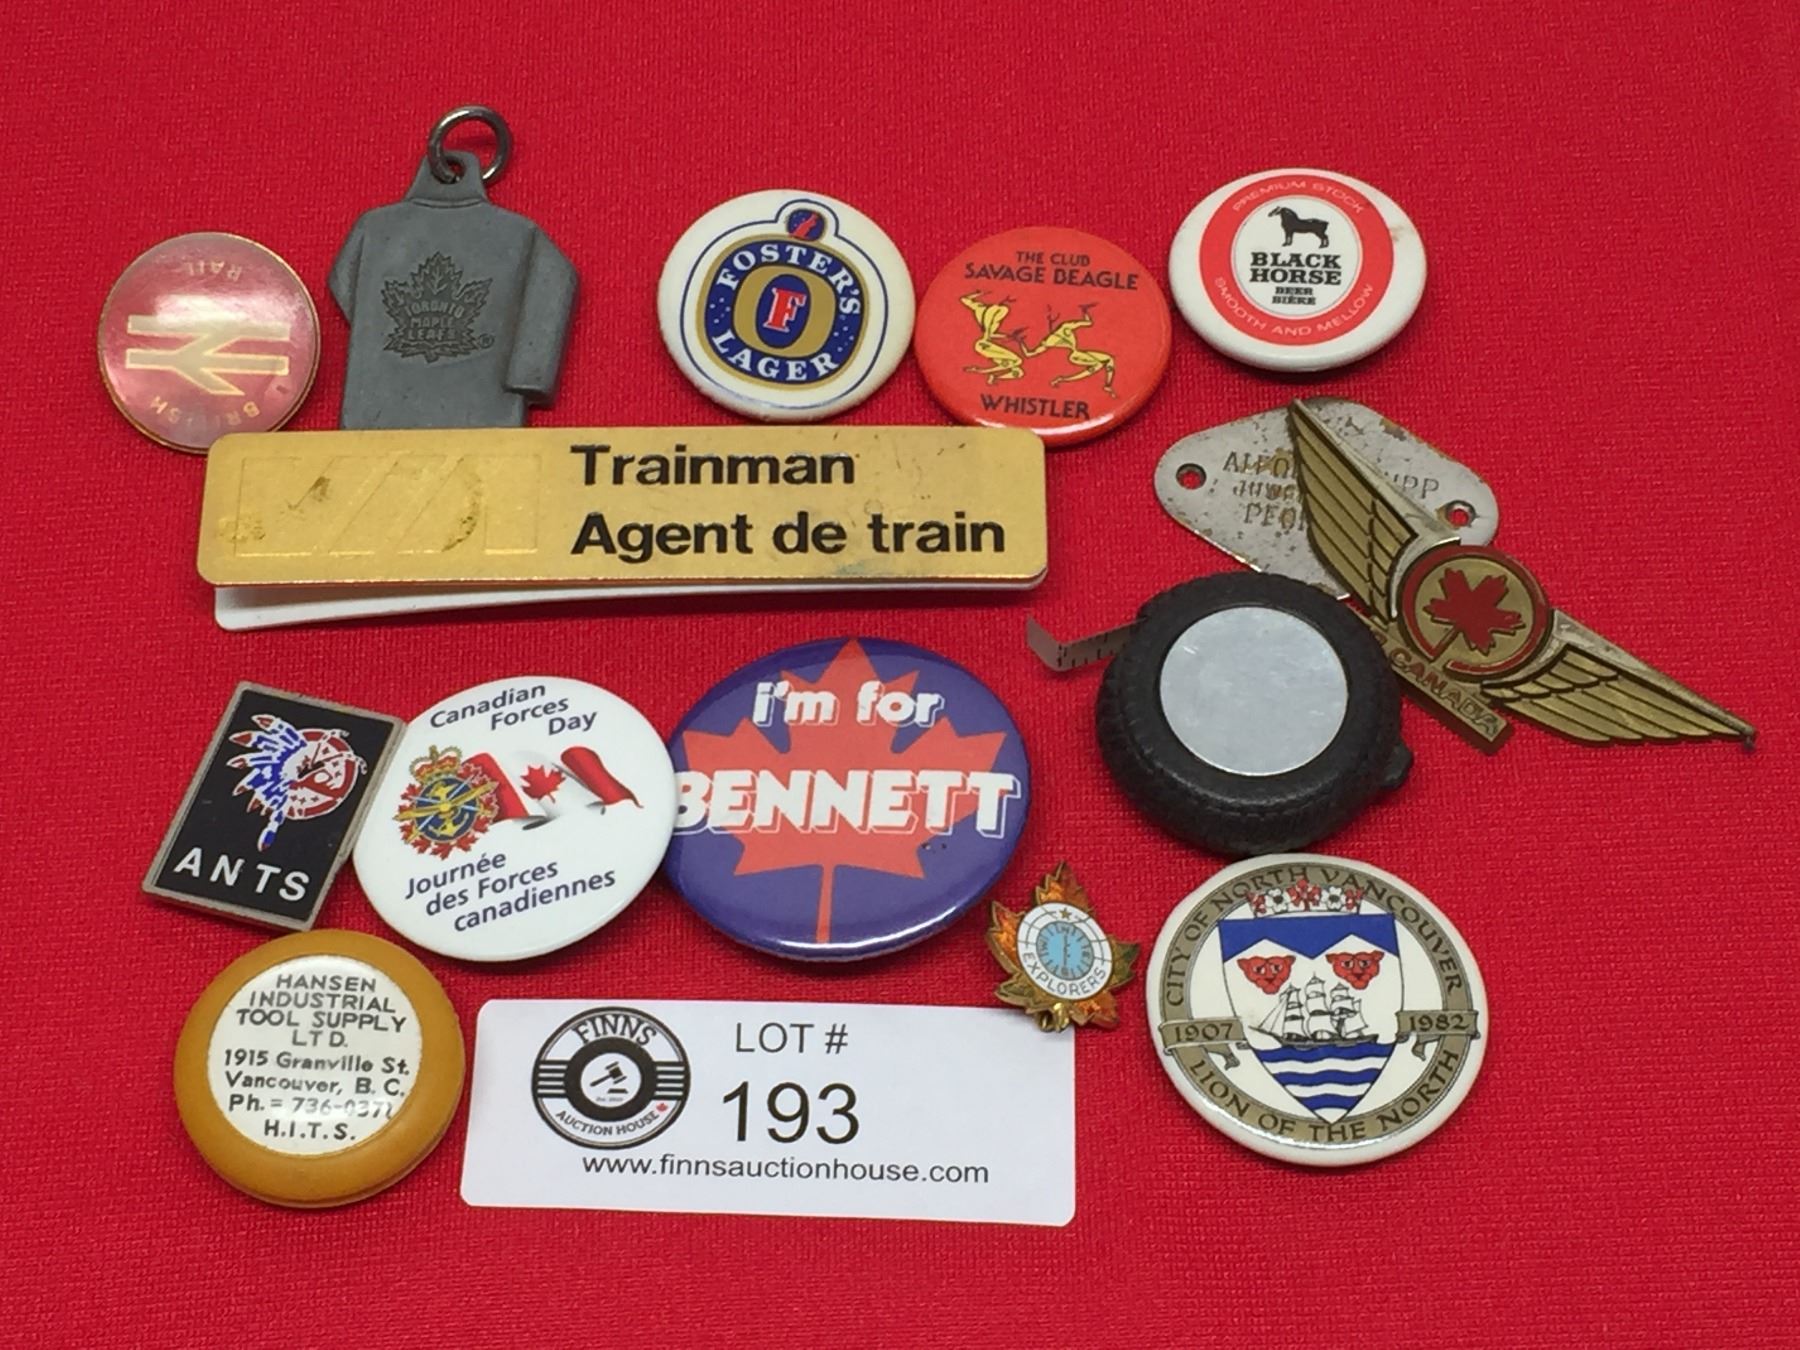 BRITISH
RAIL
TORONTO
MAPLE
LEAFS
®
FOSTER'S
F
LAGER
THE CLUB
SAVAGE BEAGLE
WHISTLER
PREMIUM STOCK
BLACK
HORSE
BEER
BIÈRE
SMOOTH AND MELLOW
Trainman
Agent de train
CANADA
ANTS
Canadian
Forces
Day
Journée
des Forces
canadiennes
i'm for
BENNETT
EXPLORERS
CITY OF NORTH VANCOUVER
1907 1982
LION OF THE NORTH
HANSEN
INDUSTRIAL
TOOL SUPPLY
LTD.
1915 Granville St.
Vancouver, B. C.
Ph. = 736-0371
H.I.T.S.
FINNS
AUCTION HOUSE
LOT #
193
www.finnsauctionhouse.com